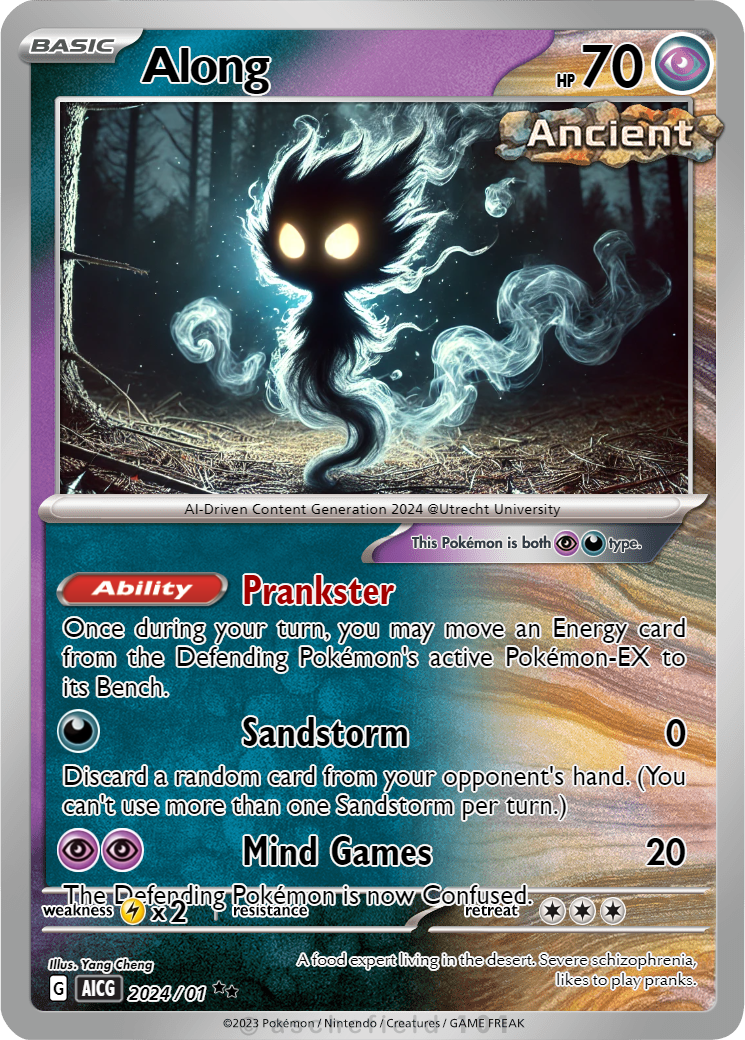 BASIC Along HP 70
Ancient
AI-Driven Content Generation 2024 @Utrecht University
This Pokémon is both type.
Ability Prankster
Once during your turn, you may move an Energy card
from the Defending Pokémon's active Pokémon-EX to
its Bench.
Sandstorm 0
Discard a random card from your opponent's hand. (You
can't use more than one Sandstorm per turn.)
Mind Games 20
The Defending Pokémon is now Confused.
weakness x2 resistance retreat
Illus. Yang Cheng
A food expert living in the desert. Severe schizophrenia,
likes to play pranks.
G AICG 2024/01
©2023 Pokémon / Nintendo / Creatures / GAME FREAK